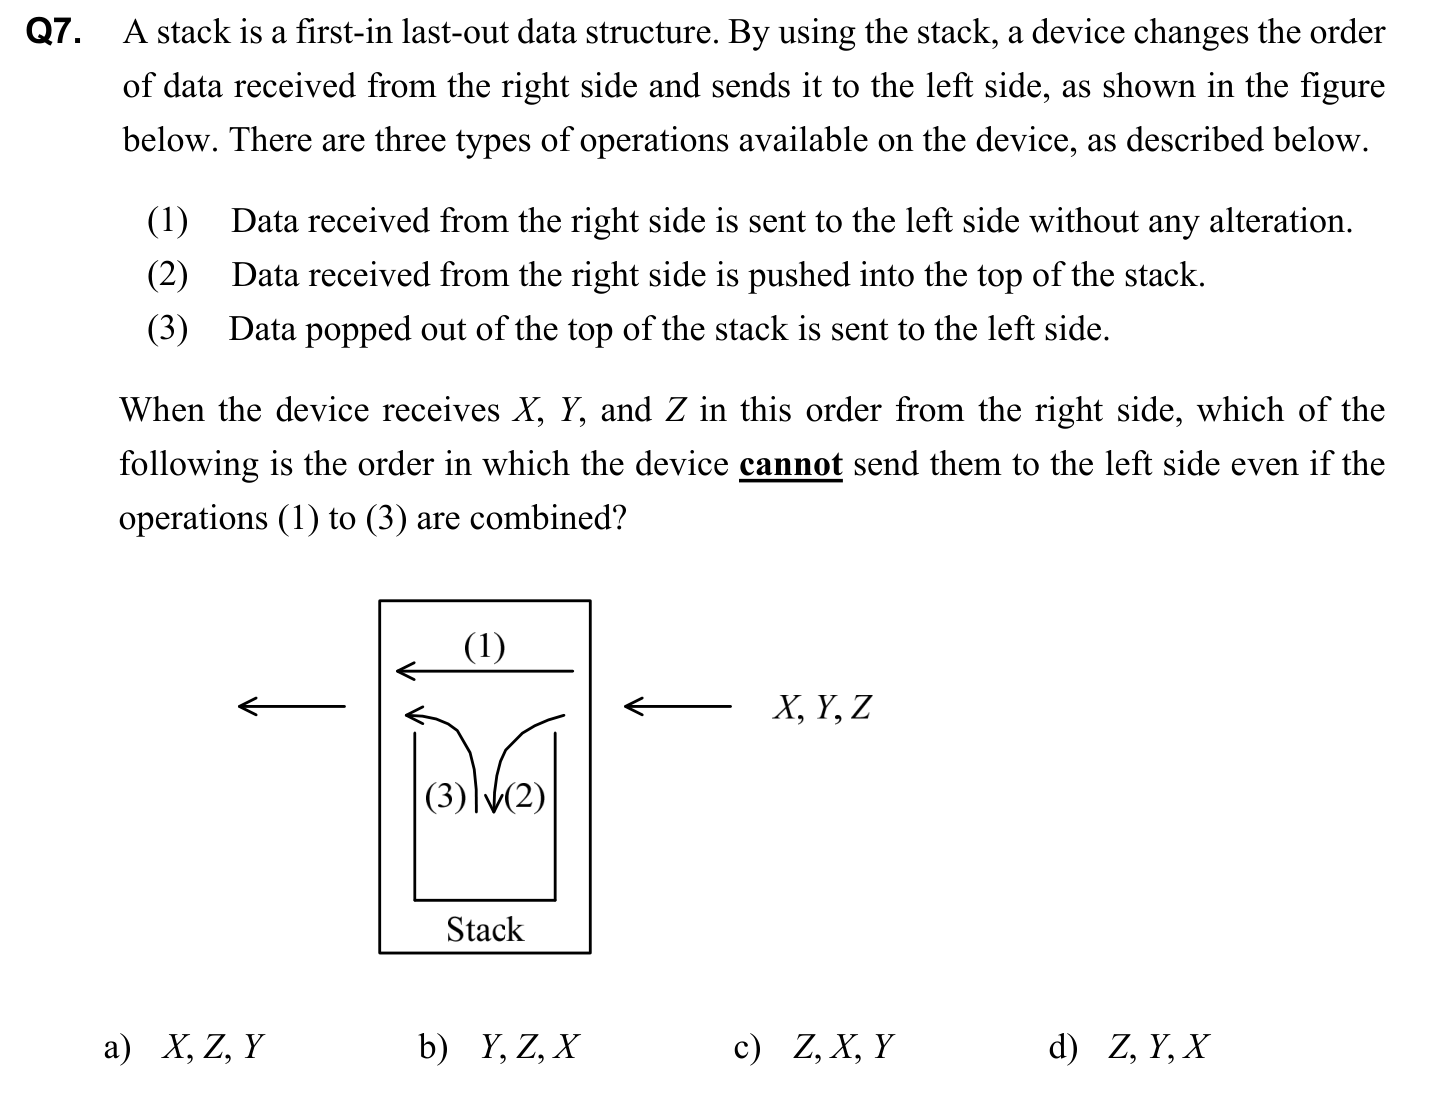 Q7. A stack is a first-in last-out data structure. By using the stack, a device changes the order
of data received from the right side and sends it to the left side, as shown in the figure
below. There are three types of operations available on the device, as described below.
(1) Data received from the right side is sent to the left side without any alteration.
(2) Data received from the right side is pushed into the top of the stack.
(3) Data popped out of the top of the stack is sent to the left side.
When the device receives X, Y, and Z in this order from the right side, which of the
following is the order in which the device cannot send them to the left side even if the
operations (1) to (3) are combined?
(1)
X, Y, Z
(3) (2)
Stack
a) X, Z, Y b) Y, Z, X c) Z, X, Y d) Z, Y, X